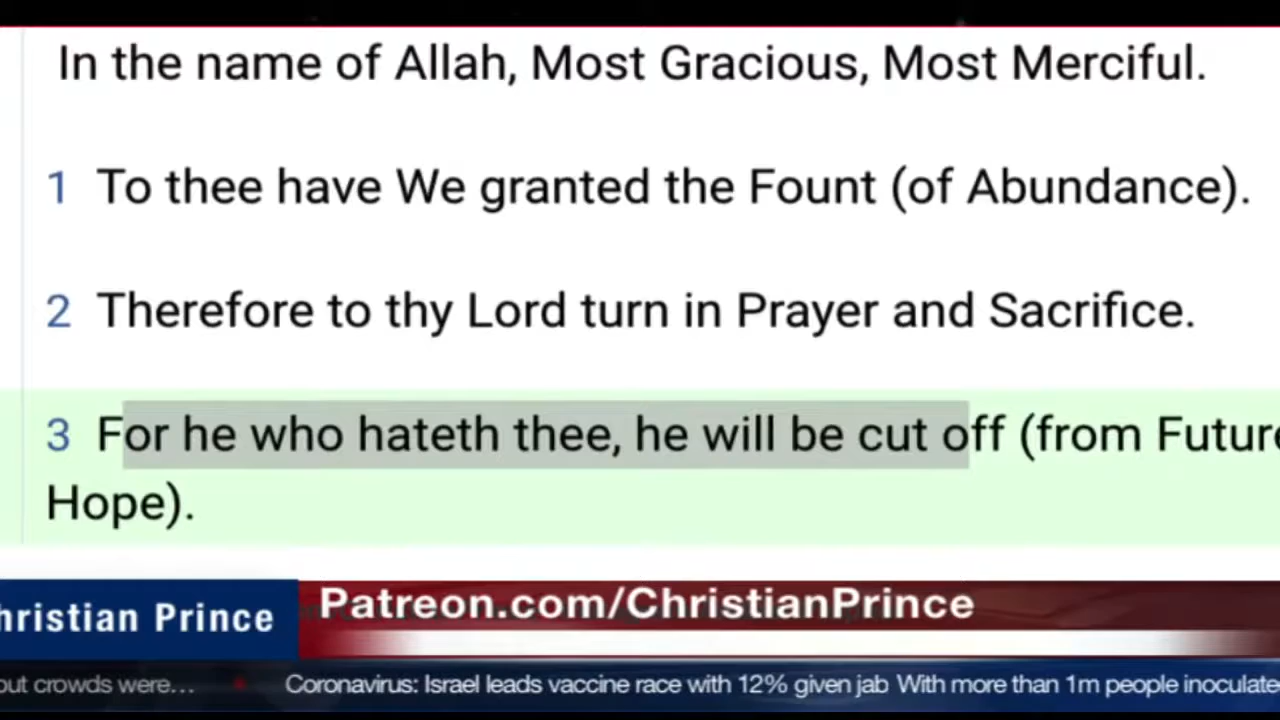 In the name of Allah, Most Gracious, Most Merciful.
1 To thee have We granted the Fount (of Abundance).
2 Therefore to thy Lord turn in Prayer and Sacrifice.
3 For he who hateth thee, he will be cut off (from Future
Hope).
hristian Prince
Patreon.com/ChristianPrince
out crowds were... Coronavirus: Israel leads vaccine race with 12% given jab With more than 1m people inoculate